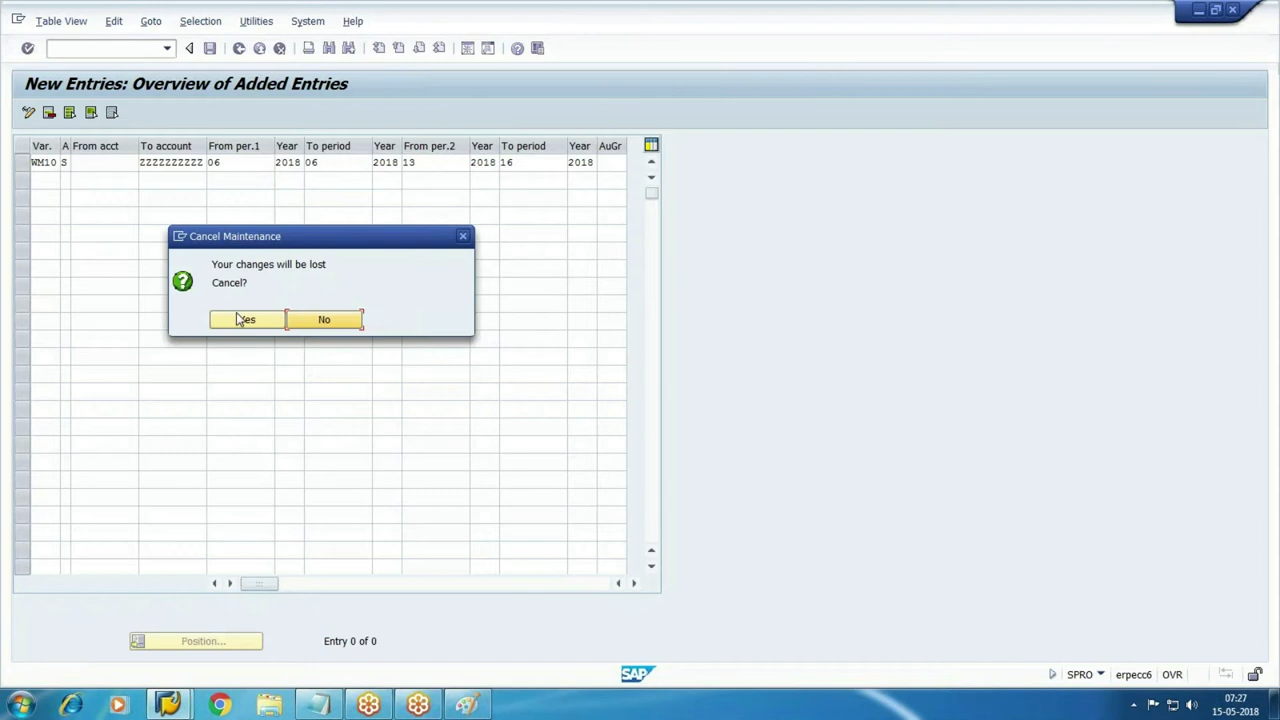 Table View Edit Goto Selection Utilities System Help
New Entries: Overview of Added Entries
Var. A From acct To account From per.1 Year To period Year From per.2 Year To period Year AuGr
WM10 S ZZZZZZZZZZ 06 2018 06 2018 13 2018 16 2018
Cancel Maintenance
Your changes will be lost
Cancel?
Yes No
Position... Entry 0 of 0
SAP SPRO erpecc6 OVR
07:27
15-05-2018